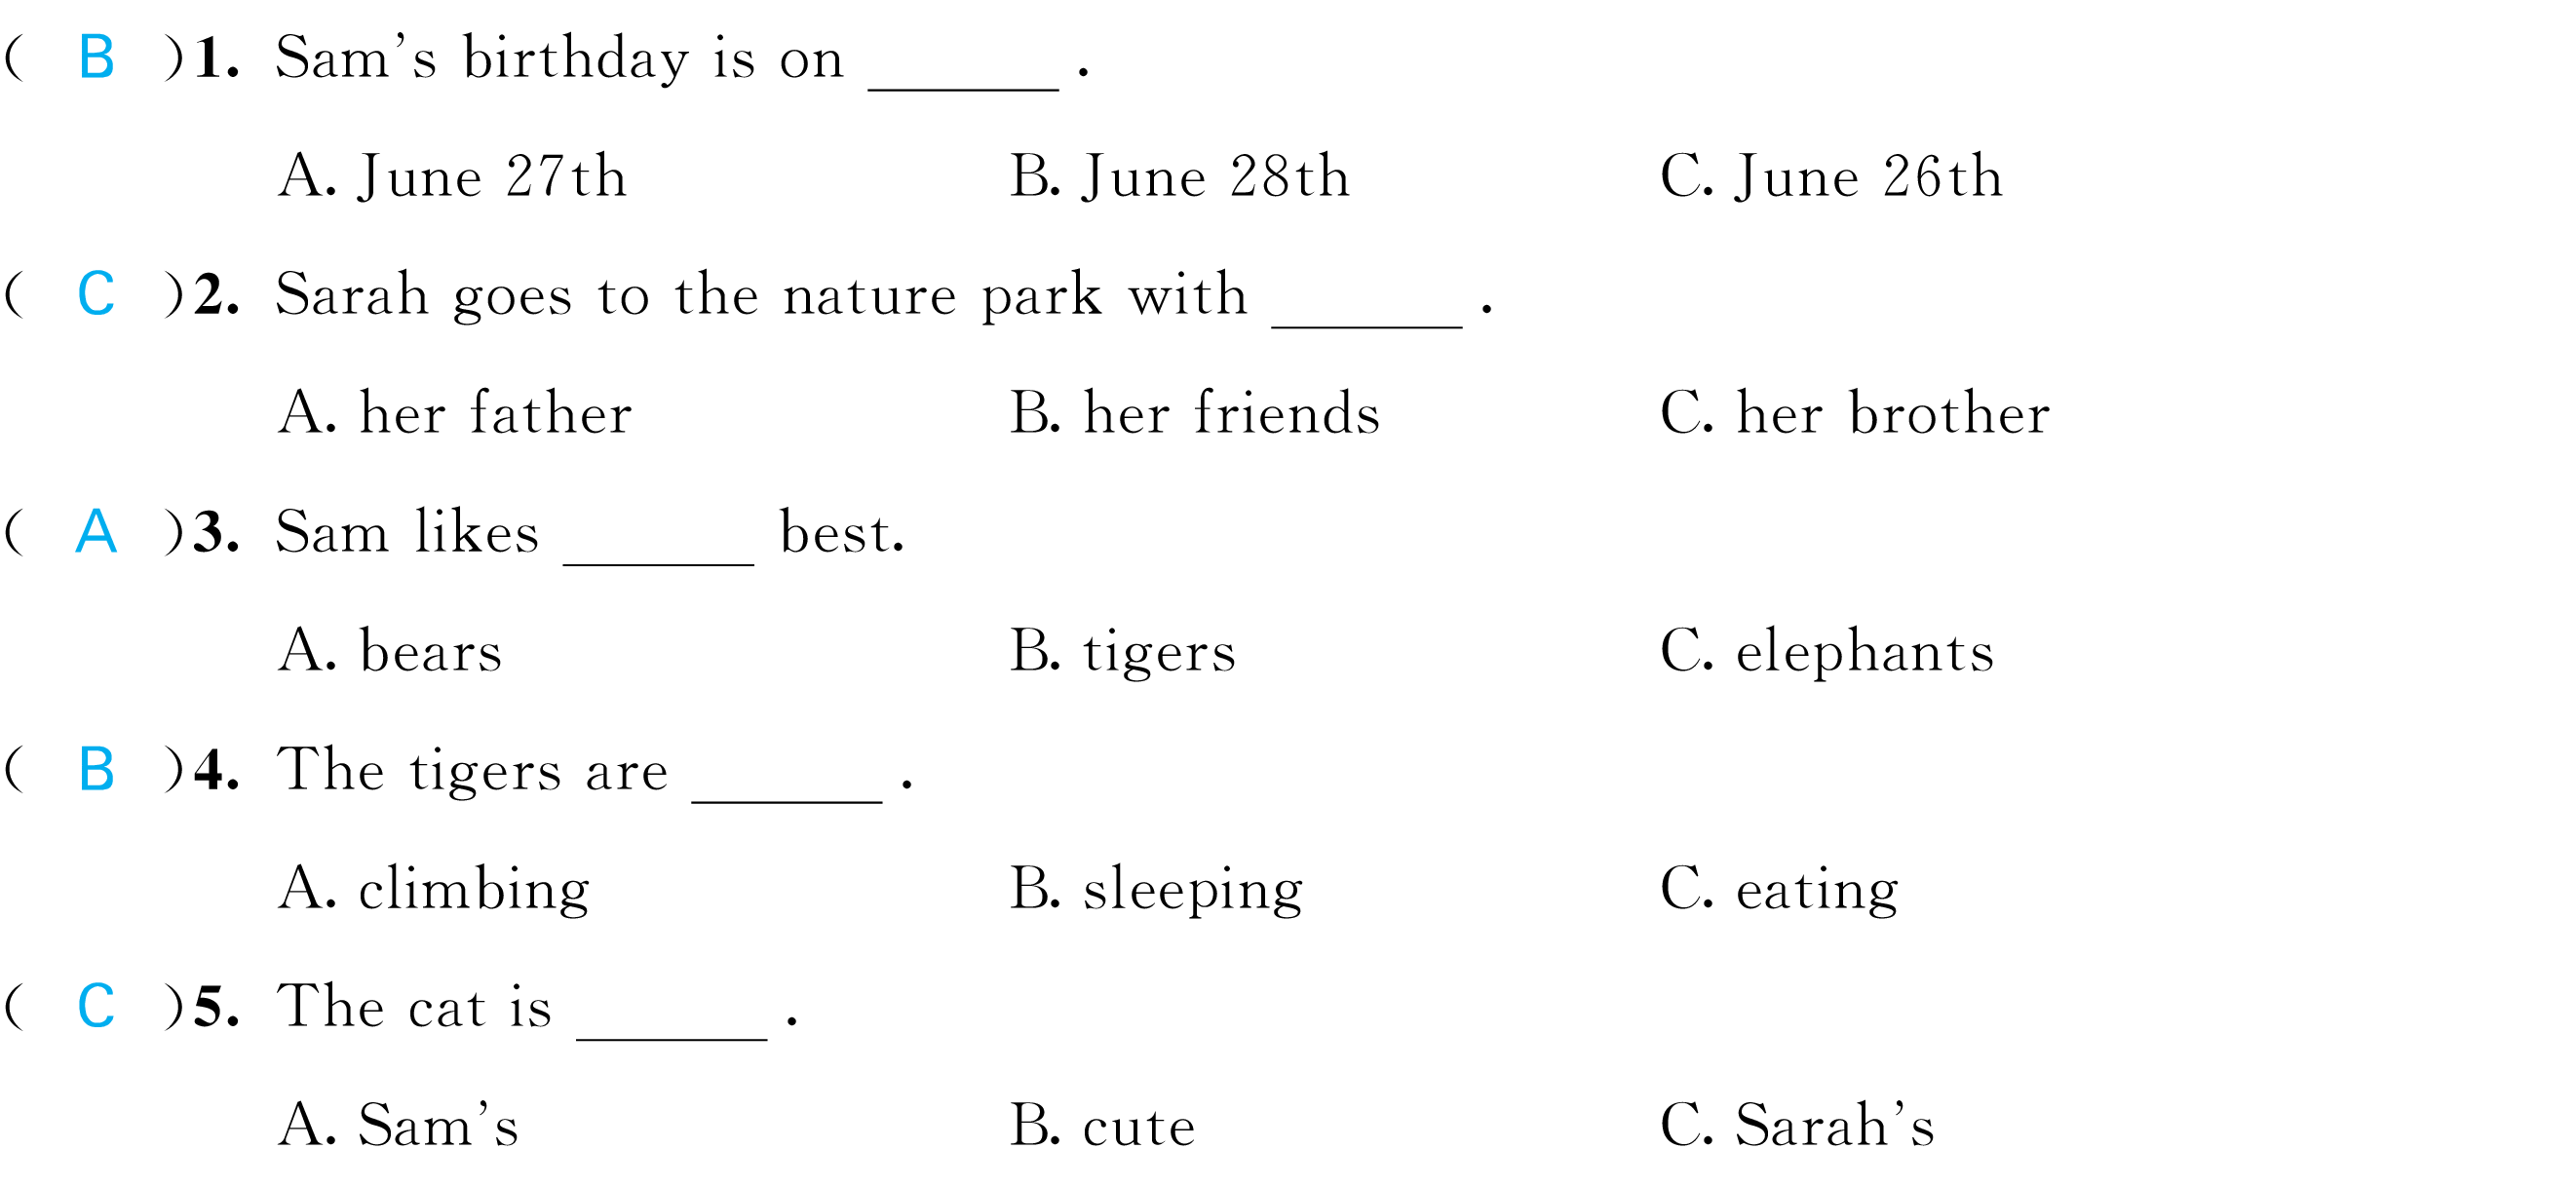 ( B )1. Sam's birthday is on ______ .
A. June 27th B. June 28th C. June 26th
( C )2. Sarah goes to the nature park with ______ .
A. her father B. her friends C. her brother
( A )3. Sam likes ______ best.
A. bears B. tigers C. elephants
( B )4. The tigers are ______ .
A. climbing B. sleeping C. eating
( C )5. The cat is ______ .
A. Sam's B. cute C. Sarah's